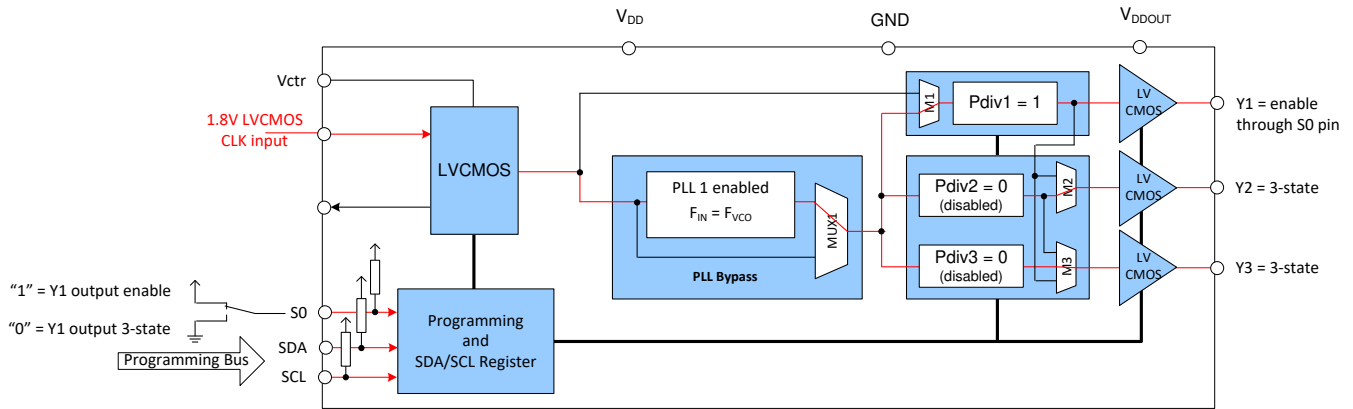 VDD
GND
VDDOUT
Vctr
1.8V LVCMOS
CLK input
LVCMOS
M1
Pdiv1 = 1
LV
CMOS
Y1 = enable
through S0 pin
PLL 1 enabled
FIN = FVCO
MUX1
PLL Bypass
Pdiv2 = 0
(disabled)
M2
LV
CMOS
Y2 = 3-state
Pdiv3 = 0
(disabled)
M3
LV
CMOS
Y3 = 3-state
“1” = Y1 output enable
“0” = Y1 output 3-state
S0
SDA
SCL
Programming Bus
Programming
and
SDA/SCL Register